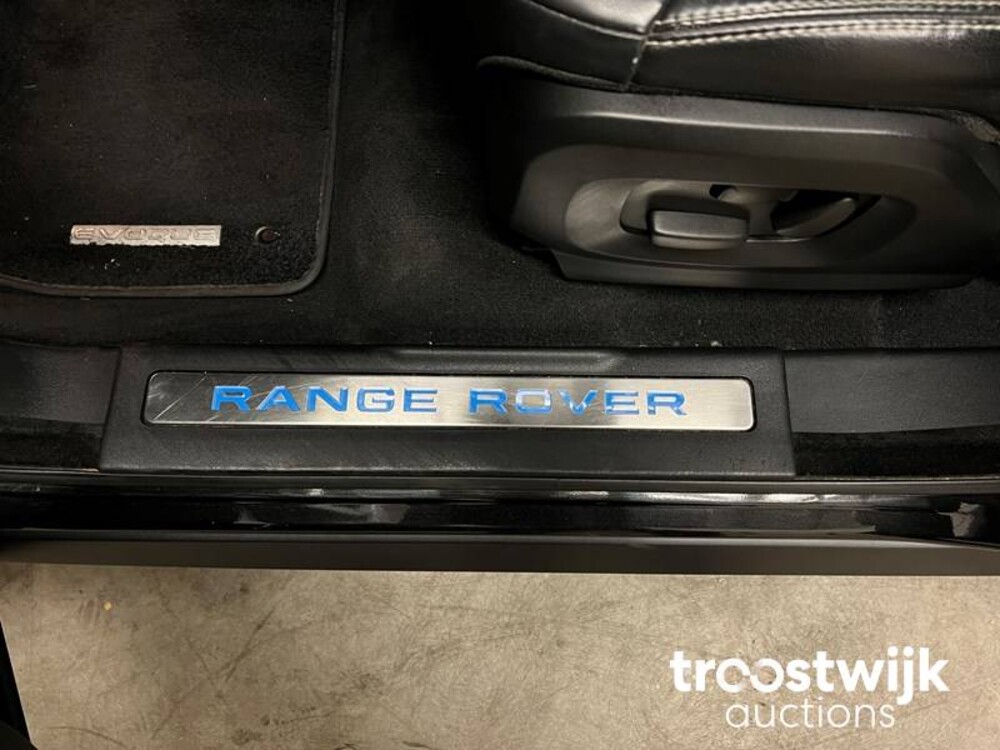 EVOQUE
RANGE ROVER
troostwijk
auctions